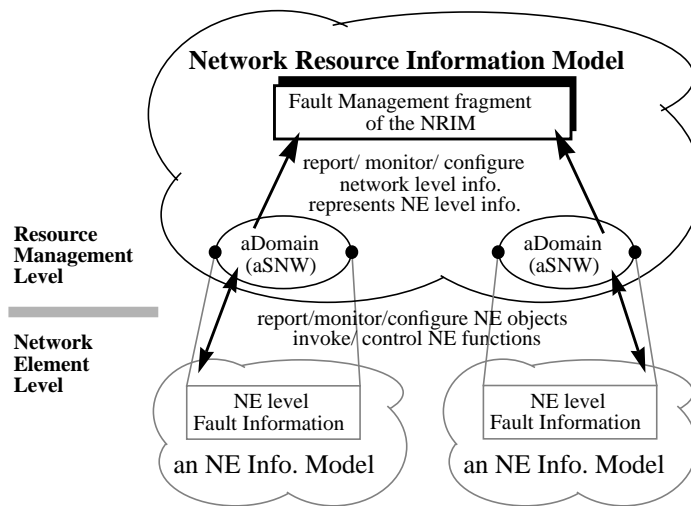 Network Resource Information Model
Fault Management fragment
of the NRIM
report/ monitor/ configure
network level info.
represents NE level info.
Resource
Management
Level
aDomain
(aSNW)
aDomain
(aSNW)
report/monitor/configure NE objects
invoke/ control NE functions
Network
Element
Level
NE level
Fault Information
an NE Info. Model
NE level
Fault Information
an NE Info. Model